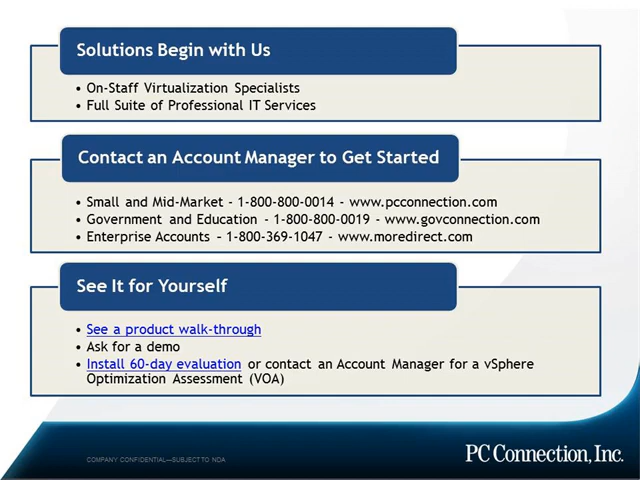 Solutions Begin with Us
• On-Staff Virtualization Specialists
• Full Suite of Professional IT Services
Contact an Account Manager to Get Started
• Small and Mid-Market - 1-800-800-0014 - www.pcconnection.com
• Government and Education - 1-800-800-0019 - www.govconnection.com
• Enterprise Accounts – 1-800-369-1047 - www.moredirect.com
See It for Yourself
• See a product walk-through
• Ask for a demo
• Install 60-day evaluation or contact an Account Manager for a vSphere
Optimization Assessment (VOA)
COMPANY CONFIDENTIAL—SUBJECT TO NDA
PC Connection, Inc.